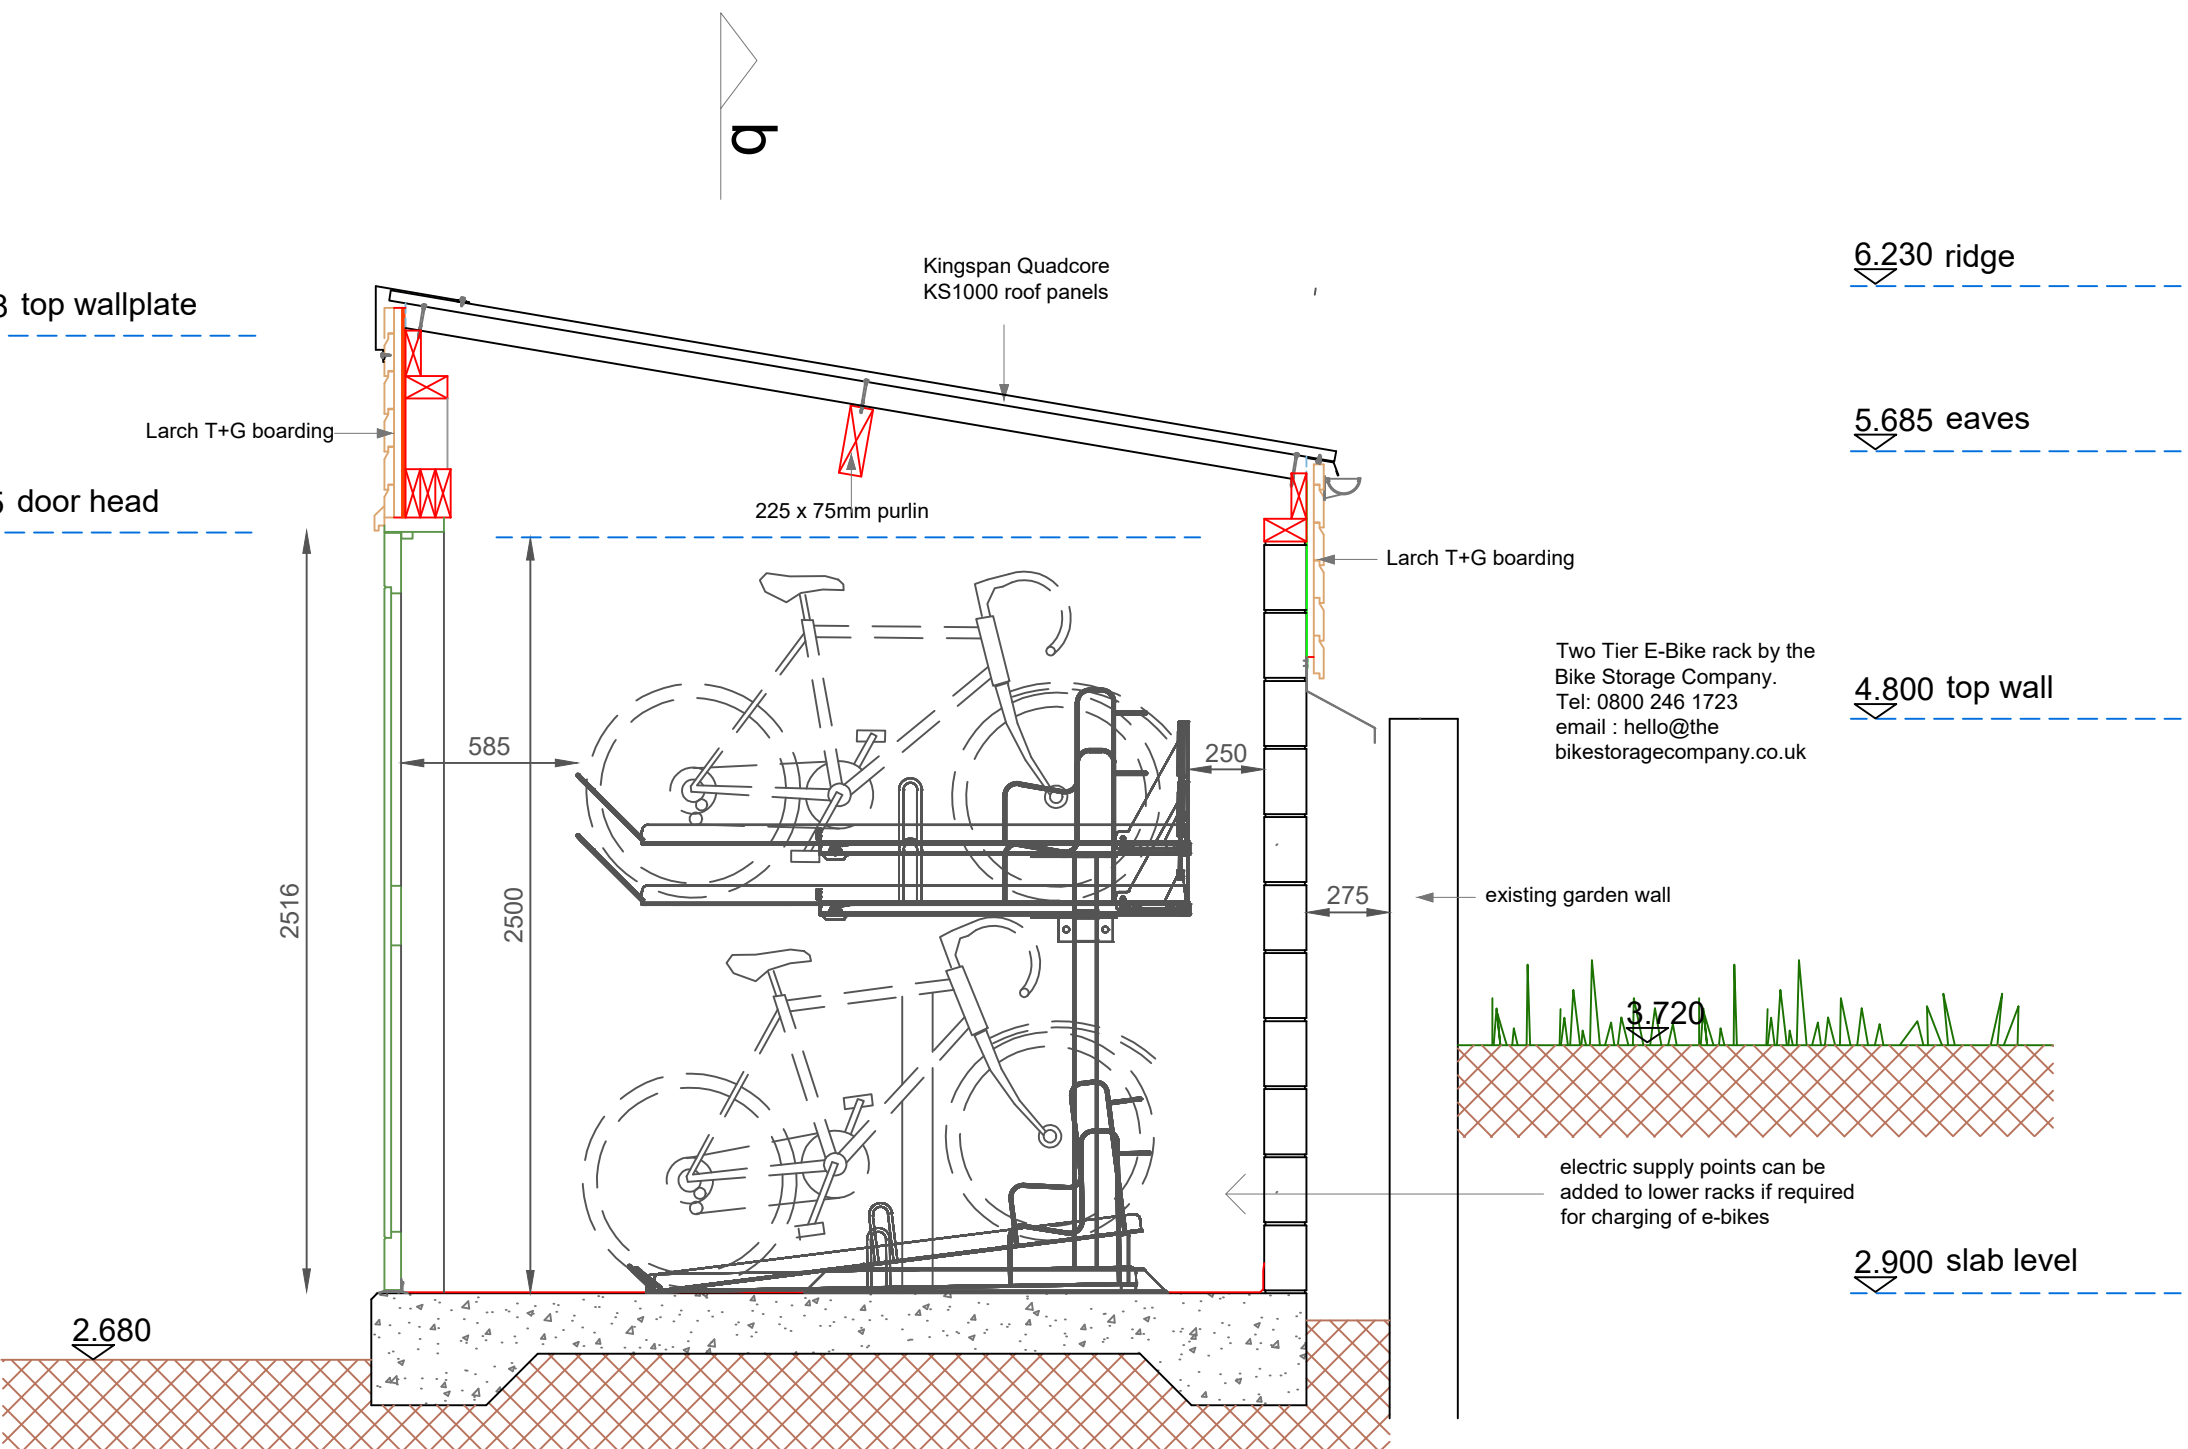 b
Kingspan Quadcore
KS1000 roof panels
6.230 ridge
top wallplate
5.685 eaves
Larch T+G boarding
door head
225 x 75mm purlin
Larch T+G boarding
Two Tier E-Bike rack by the
Bike Storage Company.
Tel: 0800 246 1723
email : hello@the
bikestoragecompany.co.uk
4.800 top wall
585
250
2516
2500
275
existing garden wall
3.720
electric supply points can be
added to lower racks if required
for charging of e-bikes
2.900 slab level
2.680